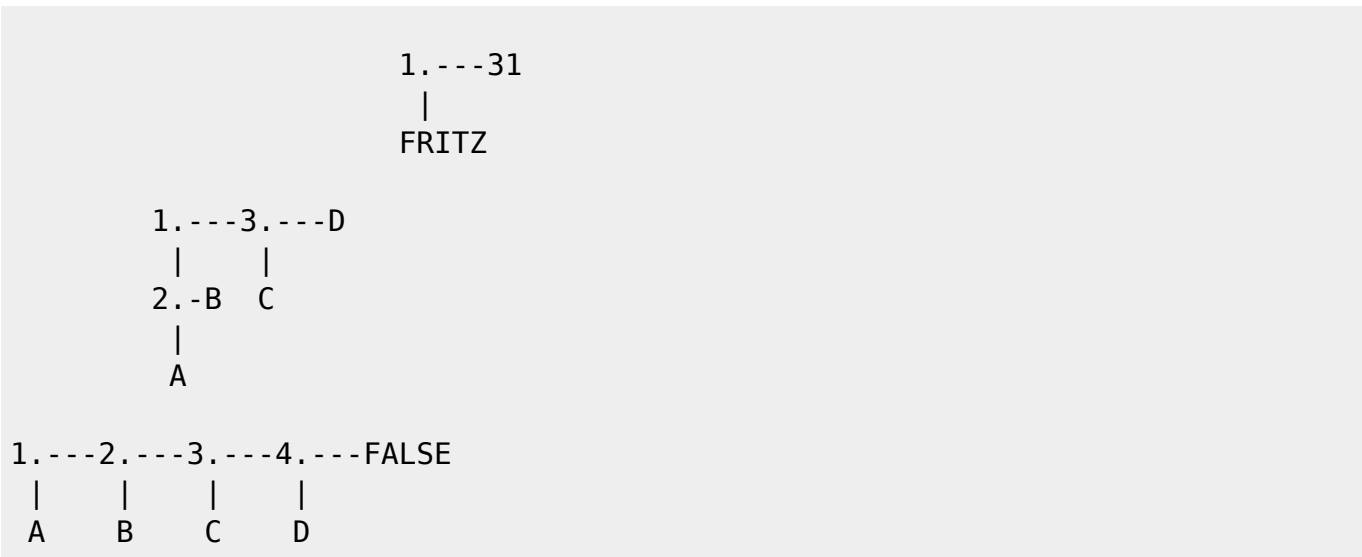 1.---31
                       |
                      FRITZ

        1.---3.---D
         |    |
        2.-B  C
         |
         A

1.---2.---3.---4.---FALSE
 |    |    |    |
 A    B    C    D